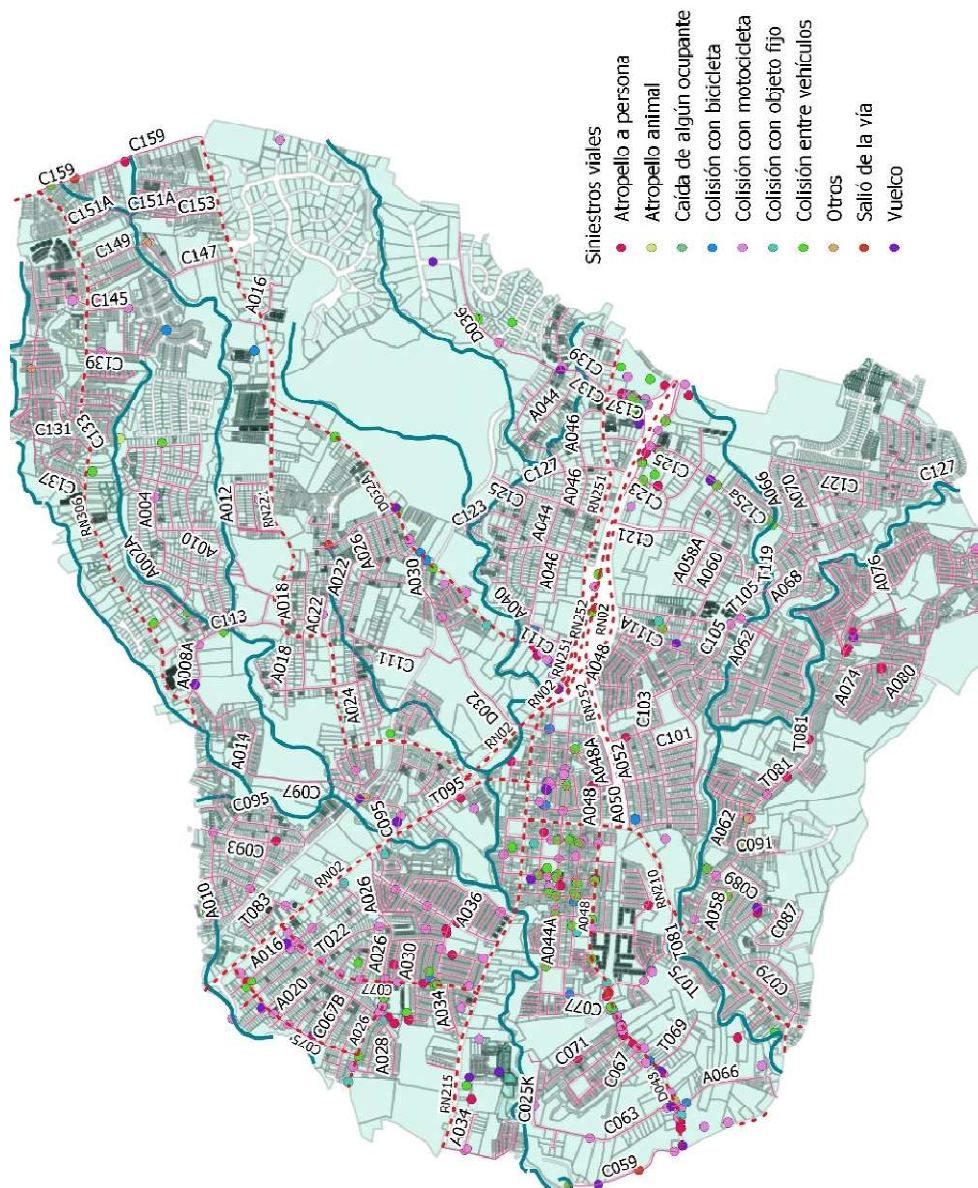 C159
C159
C151A
C151A
C153
C149
C147
C145
A016
C139
C131
C133
C137
RN306
A004
A002A
A010
A012
RN221
D036
C139
C137
C137
A044
A046
C127
C125
A046
RN251
C125
C123
C123
A044
A046
C121
C125a
A006
A070
C127
C127
A058A
A060
T119
T105
A068
A076
D032A
A026
A022
A030
A018
A022
C113
A018
A008A
A040
C111
C111
RN252
RN02
RN251
RN02
A048
RN252
C111A
C105
A062
A074
A080
A024
D032
RN02
A014
C097
C095
T095
C095
C093
A048A
A048
A052
A050
C103
C101
T081
T081
A062
C091
A010
T083
RN02
A026
A036
A016
T022
A026
A030
A020
C077
A034
C067B
A026
C075
A028
A044A
A048
RN210
C077
T081
T075
A058
C089
C087
C079
RN215
A034
C025K
C071
C067
T069
D043
C063
A066
C059
Siniestros viales
Atropello a persona
Atropello animal
Caída de algún ocupante
Colisión con bicicleta
Colisión con motocicleta
Colisión con objeto fijo
Colisión entre vehículos
Otros
Salió de la vía
Vuelco